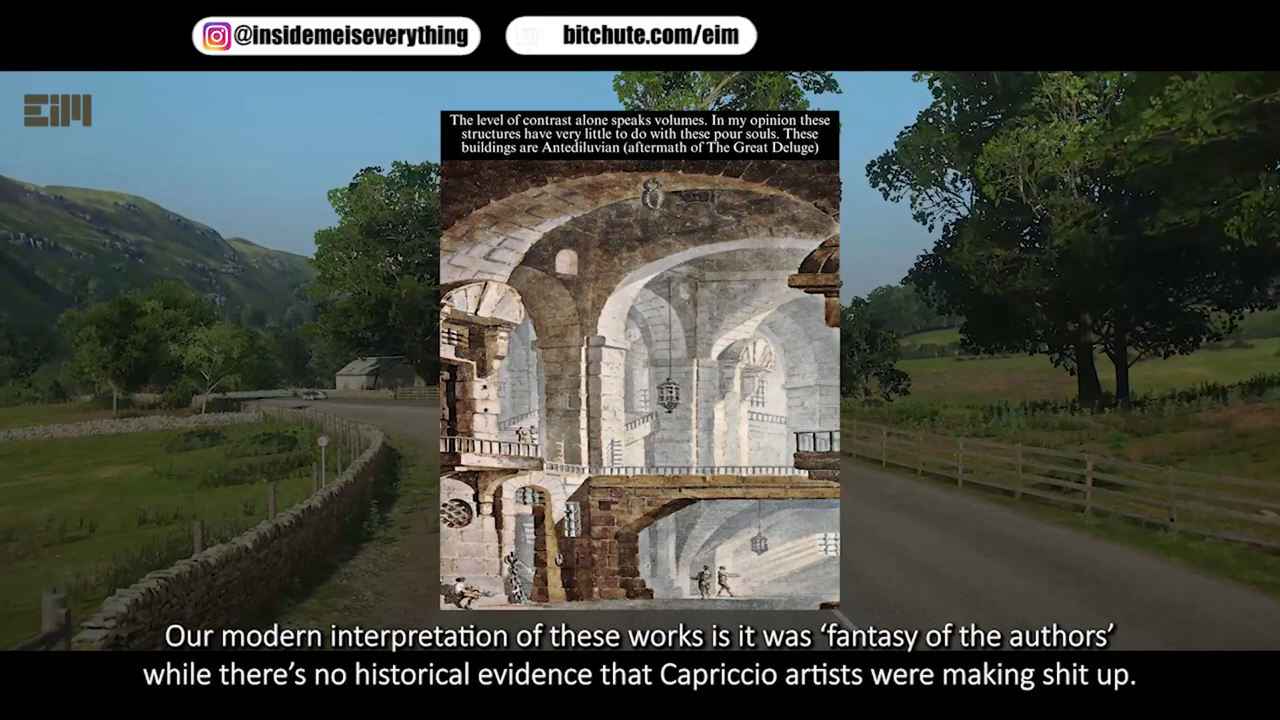 @insidemeiseverything
bitchute.com/eim
EiM
The level of contrast alone speaks volumes. In my opinion these
structures have very little to do with these pour souls. These
buildings are Antediluvian (aftermath of The Great Deluge)
Our modern interpretation of these works is it was ‘fantasy of the authors’
while there’s no historical evidence that Capriccio artists were making shit up.